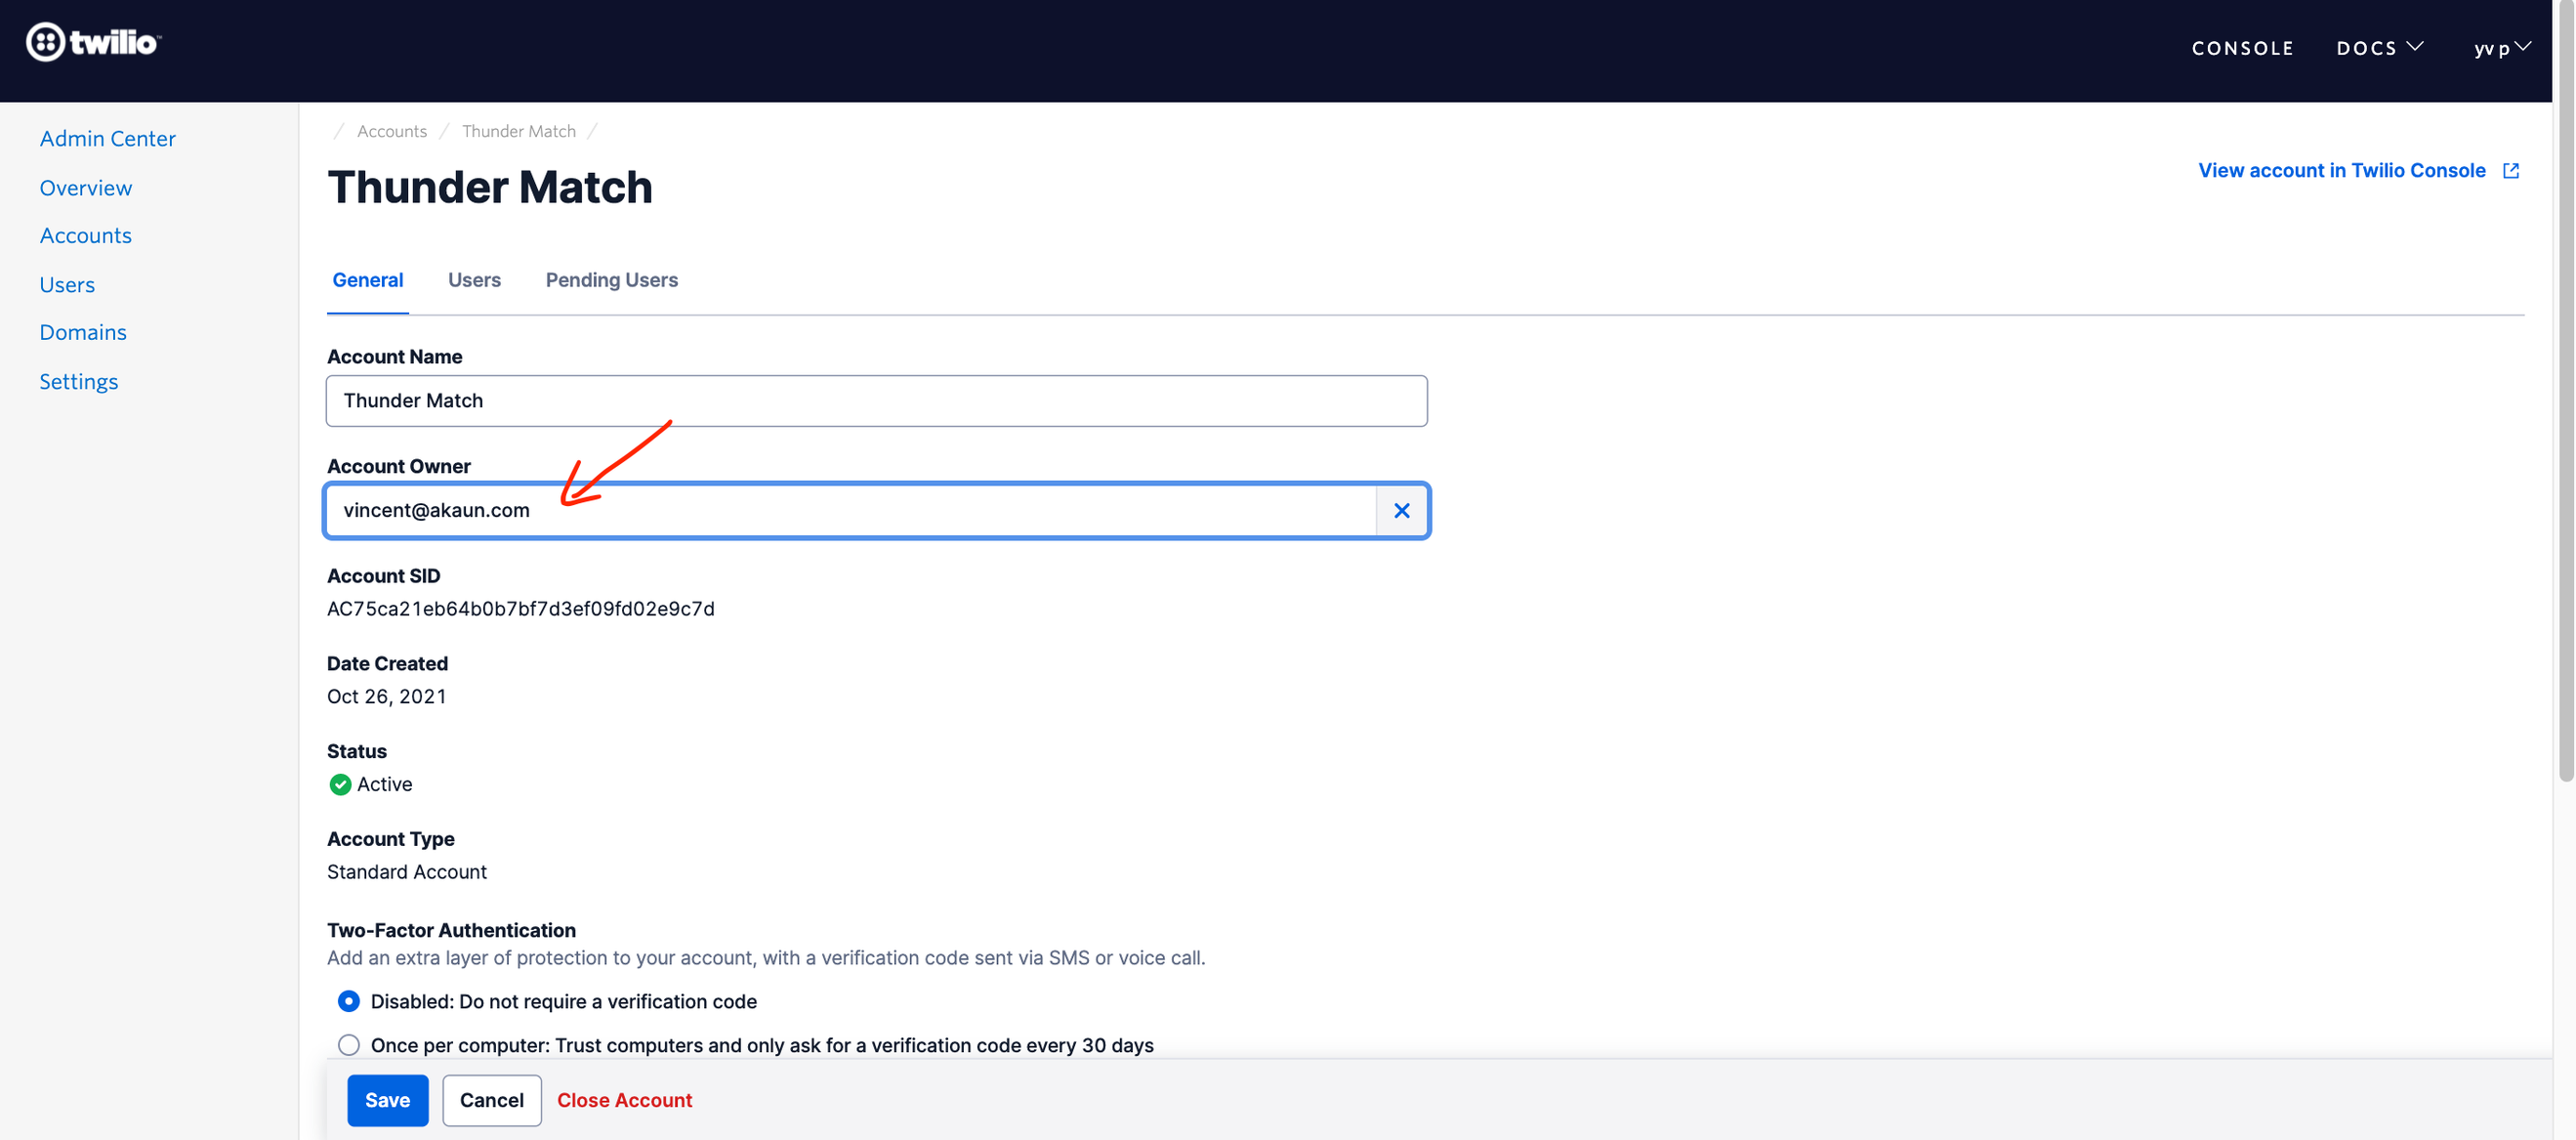 twilio
CONSOLE
DOCS
yv p
Admin Center
Overview
Accounts
Users
Domains
Settings
/ Accounts / Thunder Match /
Thunder Match
View account in Twilio Console
General Users Pending Users
Account Name
Thunder Match
Account Owner
vincent@akaun.com
Account SID
AC75ca21eb64b0b7bf7d3ef09fd02e9c7d
Date Created
Oct 26, 2021
Status
Active
Account Type
Standard Account
Two-Factor Authentication
Add an extra layer of protection to your account, with a verification code sent via SMS or voice call.
Disabled: Do not require a verification code
Once per computer: Trust computers and only ask for a verification code every 30 days
Save Cancel Close Account